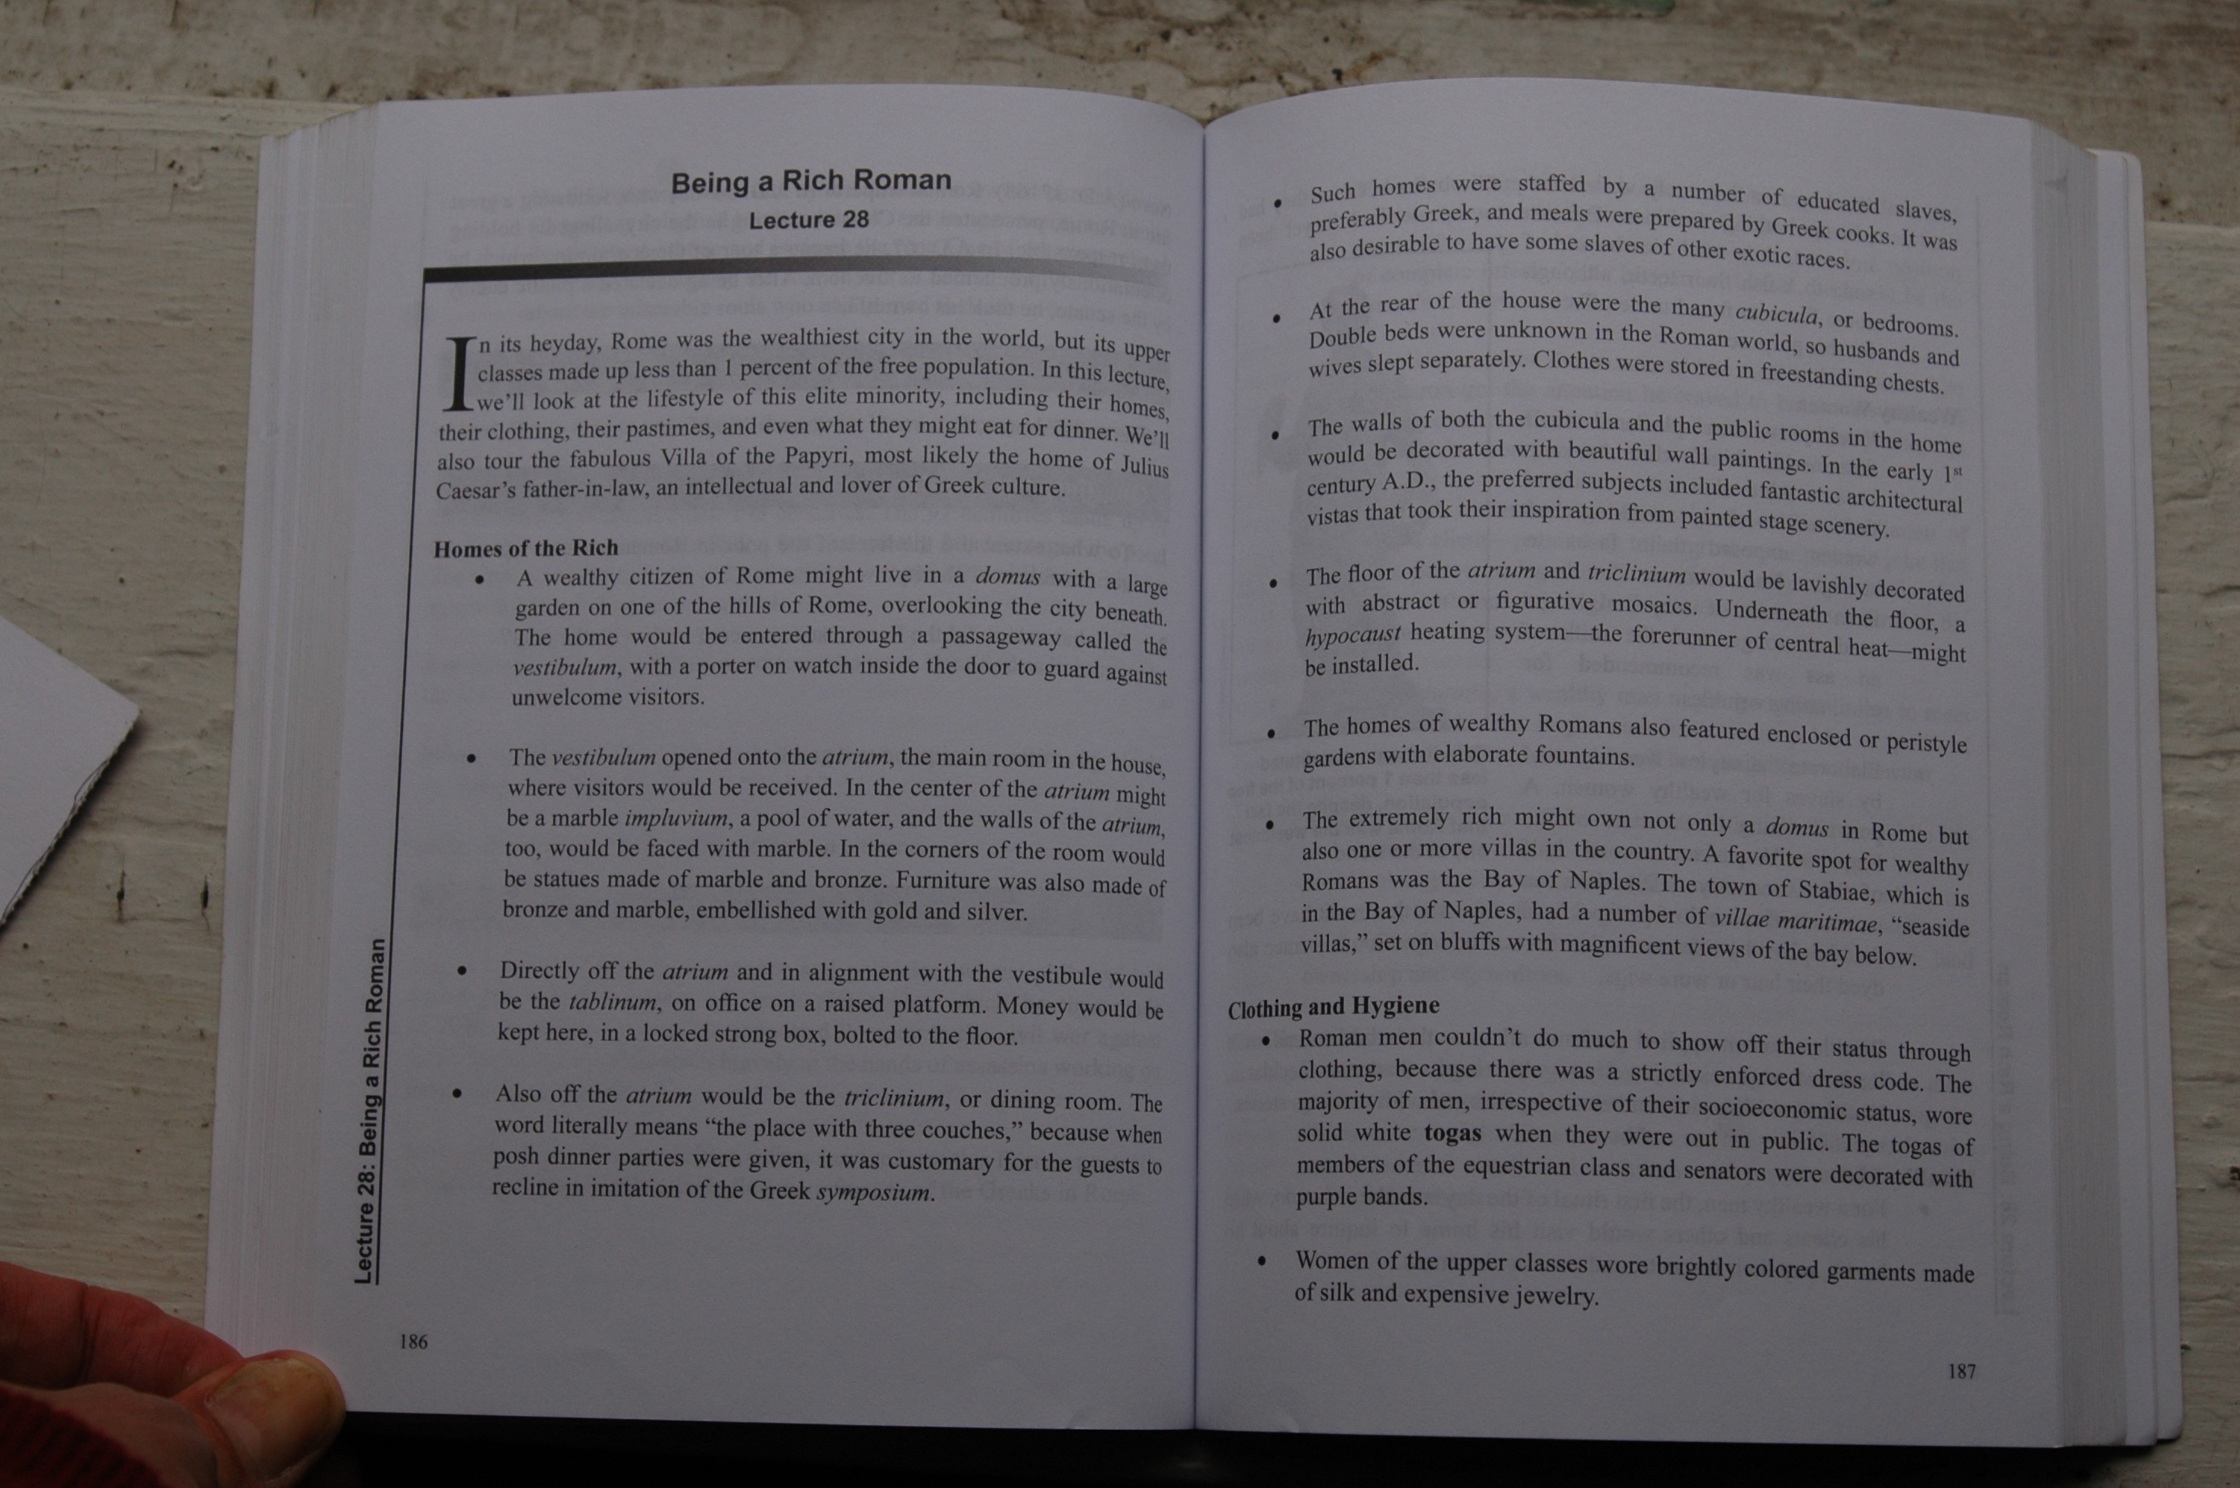 Being a Rich Roman
Lecture 28
In its heyday, Rome was the wealthiest city in the world, but its upper
classes made up less than 1 percent of the free population. In this lecture,
we'll look at the lifestyle of this elite minority, including their homes,
their clothing, their pastimes, and even what they might eat for dinner. We'll
also tour the fabulous Villa of the Papyri, most likely the home of Julius
Caesar's father-in-law, an intellectual and lover of Greek culture.
Homes of the Rich
• A wealthy citizen of Rome might live in a domus with a large
garden on one of the hills of Rome, overlooking the city beneath.
The home would be entered through a passageway called the
vestibulum, with a porter on watch inside the door to guard against
unwelcome visitors.
• The vestibulum opened onto the atrium, the main room in the house,
where visitors would be received. In the center of the atrium might
be a marble impluvium, a pool of water, and the walls of the atrium,
too, would be faced with marble. In the corners of the room would
be statues made of marble and bronze. Furniture was also made of
bronze and marble, embellished with gold and silver.
• Directly off the atrium and in alignment with the vestibule would
be the tablinum, on office on a raised platform. Money would be
kept here, in a locked strong box, bolted to the floor.
• Also off the atrium would be the triclinium, or dining room. The
word literally means “the place with three couches,” because when
posh dinner parties were given, it was customary for the guests to
recline in imitation of the Greek symposium.
Lecture 28: Being a Rich Roman
186
• Such homes were staffed by a number of educated slaves,
preferably Greek, and meals were prepared by Greek cooks. It was
also desirable to have some slaves of other exotic races.
• At the rear of the house were the many cubicula, or bedrooms.
Double beds were unknown in the Roman world, so husbands and
wives slept separately. Clothes were stored in freestanding chests.
• The walls of both the cubicula and the public rooms in the home
would be decorated with beautiful wall paintings. In the early 1st
century A.D., the preferred subjects included fantastic architectural
vistas that took their inspiration from painted stage scenery.
• The floor of the atrium and triclinium would be lavishly decorated
with abstract or figurative mosaics. Underneath the floor, a
hypocaust heating system—the forerunner of central heat—might
be installed.
• The homes of wealthy Romans also featured enclosed or peristyle
gardens with elaborate fountains.
• The extremely rich might own not only a domus in Rome but
also one or more villas in the country. A favorite spot for wealthy
Romans was the Bay of Naples. The town of Stabiae, which is
in the Bay of Naples, had a number of villae maritimae, “seaside
villas,” set on bluffs with magnificent views of the bay below.
Clothing and Hygiene
• Roman men couldn't do much to show off their status through
clothing, because there was a strictly enforced dress code. The
majority of men, irrespective of their socioeconomic status, wore
solid white togas when they were out in public. The togas of
members of the equestrian class and senators were decorated with
purple bands.
• Women of the upper classes wore brightly colored garments made
of silk and expensive jewelry.
187